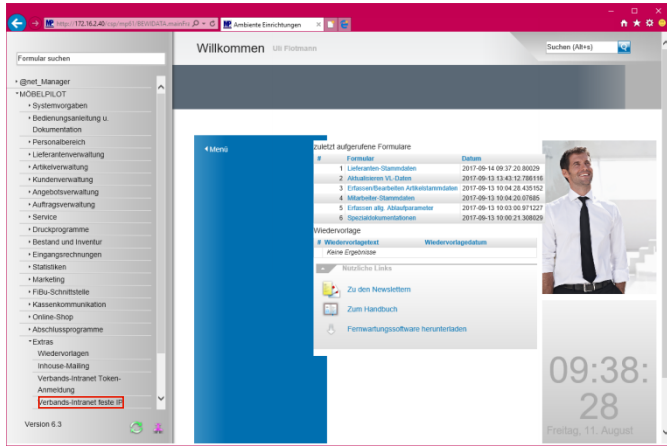 http://172.16.2.40/csp/mptl1/BEWIDATA.mainFrc
Ambiente Einrichtungen
Formular suchen
Willkommen Uli Flotmann
Suchen (Alt+s)
@net_Manager
MÖBELPILOT
Systemvorgaben
Bedienungsanleitung u.
Dokumentation
Personalbereich
Lieferantenverwaltung
Artikelverwaltung
Kundenverwaltung
Angebotsverwaltung
Auftragsverwaltung
Service
Druckprogramme
Bestand und Inventur
Eingangsrechnungen
Statistiken
Marketing
FiBu-Schnittstelle
Kassenkommunikation
Online-Shop
Abschlussprogramme
Extras
Wiedervorlagen
Inhouse-Mailing
Verbands-Intranet Token-
Anmeldung
Verbands-Intranet feste IP
Version 6.3
Menü
zuletzt aufgerufene Formulare
# Formular Datum
1 Lieferanten-Stammdaten 2017-09-14 09:37:20.80029
2 Aktualisieren VL-Daten 2017-09-13 13:43:12.786116
3 Erfassen/Bearbeiten Artikelstammdaten 2017-09-13 10:04:28.435152
4 Mitarbeiter-Stammdaten 2017-09-13 10:04:20.07685
5 Erfassen allg. Ablaufparameter 2017-09-13 10:03:00.971227
6 Spezialdokumentationen 2017-09-13 10:00:21.308029
Wiedervorlage
# Wiedervorlagetext Wiedervorlagedatum
Keine Ergebnisse
Nützliche Links
Zu den Newslettern
Zum Handbuch
Fernwartungssoftware herunterladen
09:38:
28
Freitag, 11. August